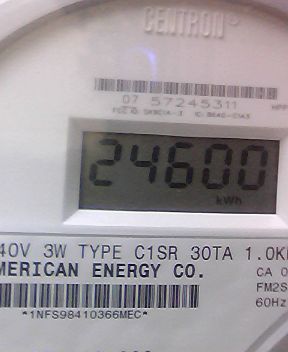 CENTRON®
07 57245311
24600
kWh
40V 3W TYPE C1SR 30TA 1.0K
MERICAN ENERGY CO.
CA 0
FM2S
60Hz
*1NFS98410366MEC*